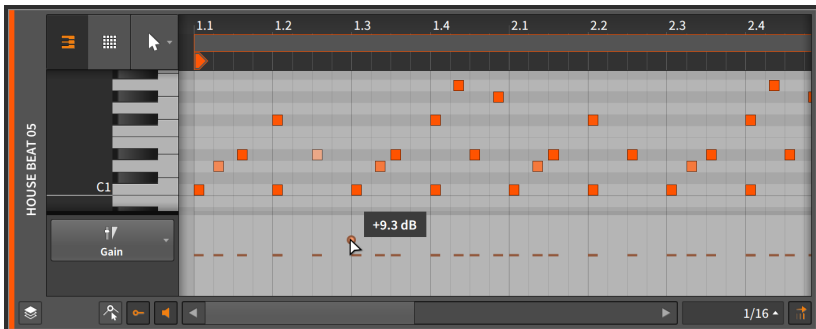 1.1 1.2 1.3 1.4 2.1 2.2 2.3 2.4
HOUSE BEAT 05
C1
+9.3 dB
Gain
1/16